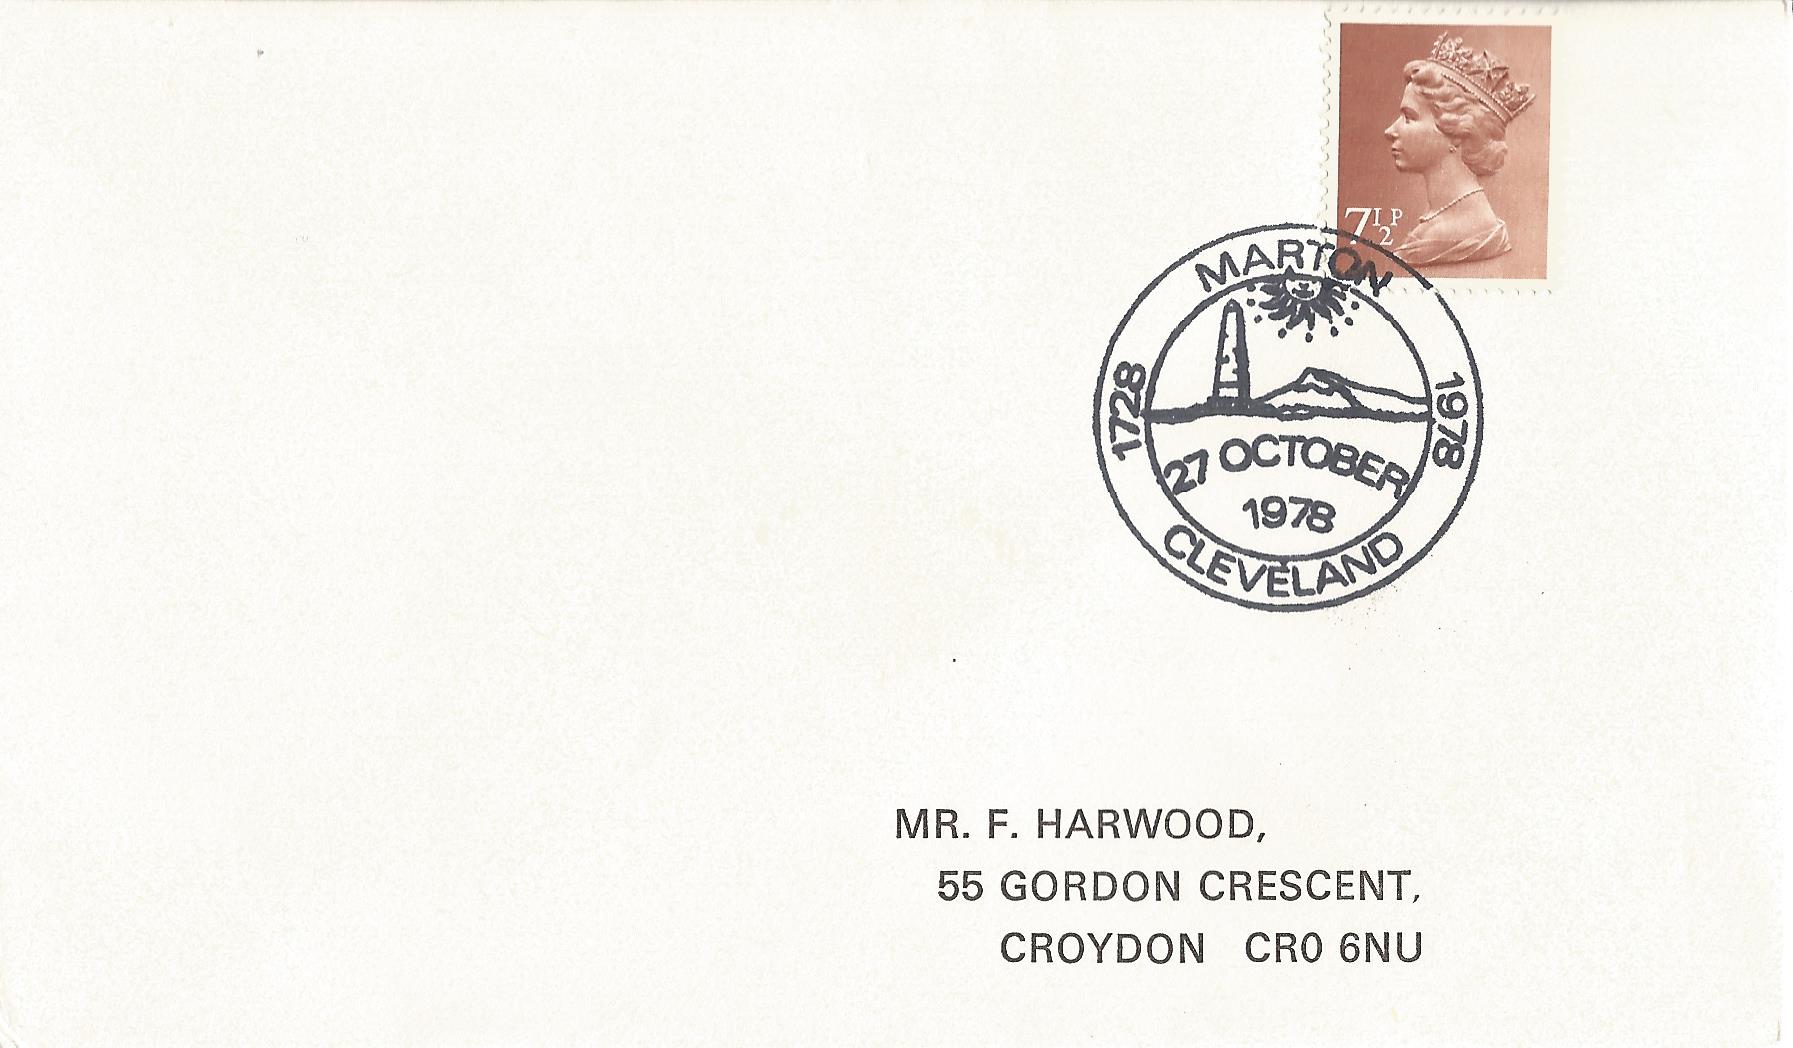 7½P
MARTON
1728
1978
27 OCTOBER
1978
CLEVELAND
MR. F. HARWOOD,
55 GORDON CRESCENT,
CROYDON CR0 6NU